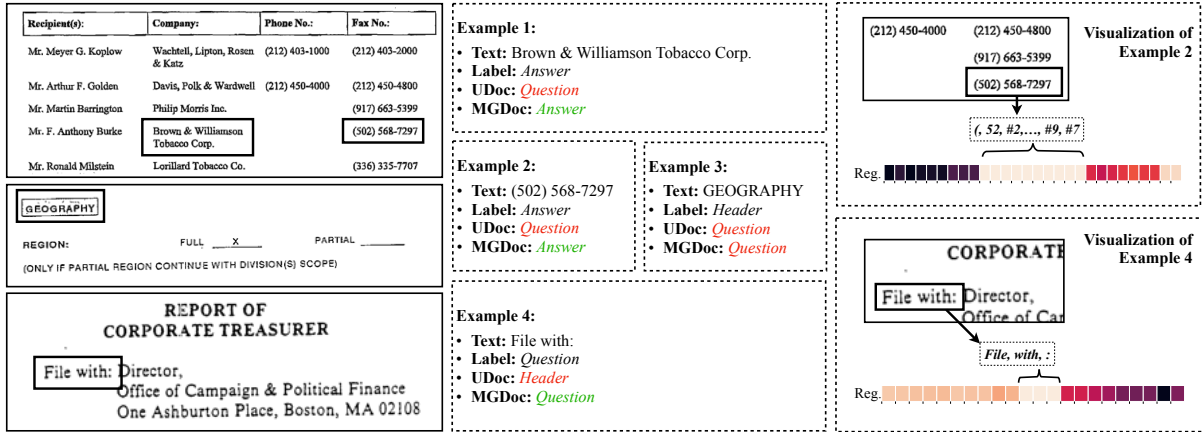 Recipient(s): Company: Phone No.: Fax No.:
Mr. Meyer G. Koplow Wachtell, Lipton, Rosen & Katz (212) 403-1000 (212) 403-2000
Mr. Arthur F. Golden Davis, Polk & Wardwell (212) 450-4000 (212) 450-4800
Mr. Martin Barrington Philip Morris Inc. (917) 663-5399
Mr. F. Anthony Burke Brown & Williamson Tobacco Corp. (502) 568-7297
Mr. Ronald Milstein Lorillard Tobacco Co. (336) 335-7707
GEOGRAPHY
REGION: FULL X PARTIAL
(ONLY IF PARTIAL REGION CONTINUE WITH DIVISION(S) SCOPE)
REPORT OF
CORPORATE TREASURER
File with: Director,
Office of Campaign & Political Finance
One Ashburton Place, Boston, MA 02108
Example 1:
• Text: Brown & Williamson Tobacco Corp.
• Label: Answer
• UDoc: Question
• MGDoc: Answer
Example 2:
• Text: (502) 568-7297
• Label: Answer
• UDoc: Question
• MGDoc: Answer
Example 3:
• Text: GEOGRAPHY
• Label: Header
• UDoc: Question
• MGDoc: Question
Example 4:
• Text: File with:
• Label: Question
• UDoc: Header
• MGDoc: Question
Visualization of
Example 2
(212) 450-4000 (212) 450-4800
(917) 663-5399
(502) 568-7297
(, 52, #2,…, #9, #7
Reg.
Visualization of
Example 4
CORPORATE
File with: Director,
Office of Car
File, with, :
Reg.